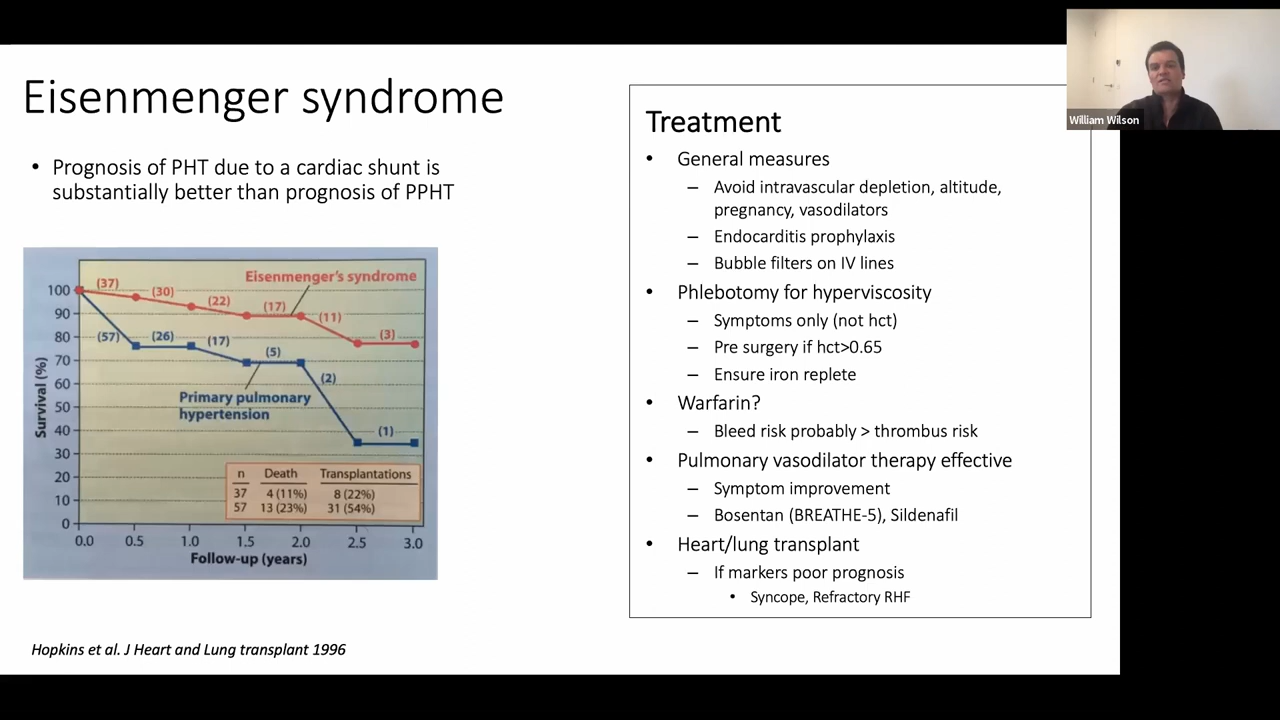 Eisenmenger syndrome
• Prognosis of PHT due to a cardiac shunt is
substantially better than prognosis of PPHT
Survival (%)
100
90
80
70
60
50
40
30
20
10
0
0.0 0.5 1.0 1.5 2.0 2.5 3.0
Follow-up (years)
Eisenmenger's syndrome
(37) (30) (22) (17) (11) (3)
(57) (26) (17) (5) (2) (1)
Primary pulmonary
hypertension
n Death Transplantations
37 4 (11%) 8 (22%)
57 13 (23%) 31 (54%)
Hopkins et al. J Heart and Lung transplant 1996
Treatment
• General measures
– Avoid intravascular depletion, altitude,
pregnancy, vasodilators
– Endocarditis prophylaxis
– Bubble filters on IV lines
• Phlebotomy for hyperviscosity
– Symptoms only (not hct)
– Pre surgery if hct>0.65
– Ensure iron replete
• Warfarin?
– Bleed risk probably > thrombus risk
• Pulmonary vasodilator therapy effective
– Symptom improvement
– Bosentan (BREATHE-5), Sildenafil
• Heart/lung transplant
– If markers poor prognosis
• Syncope, Refractory RHF
William Wilson